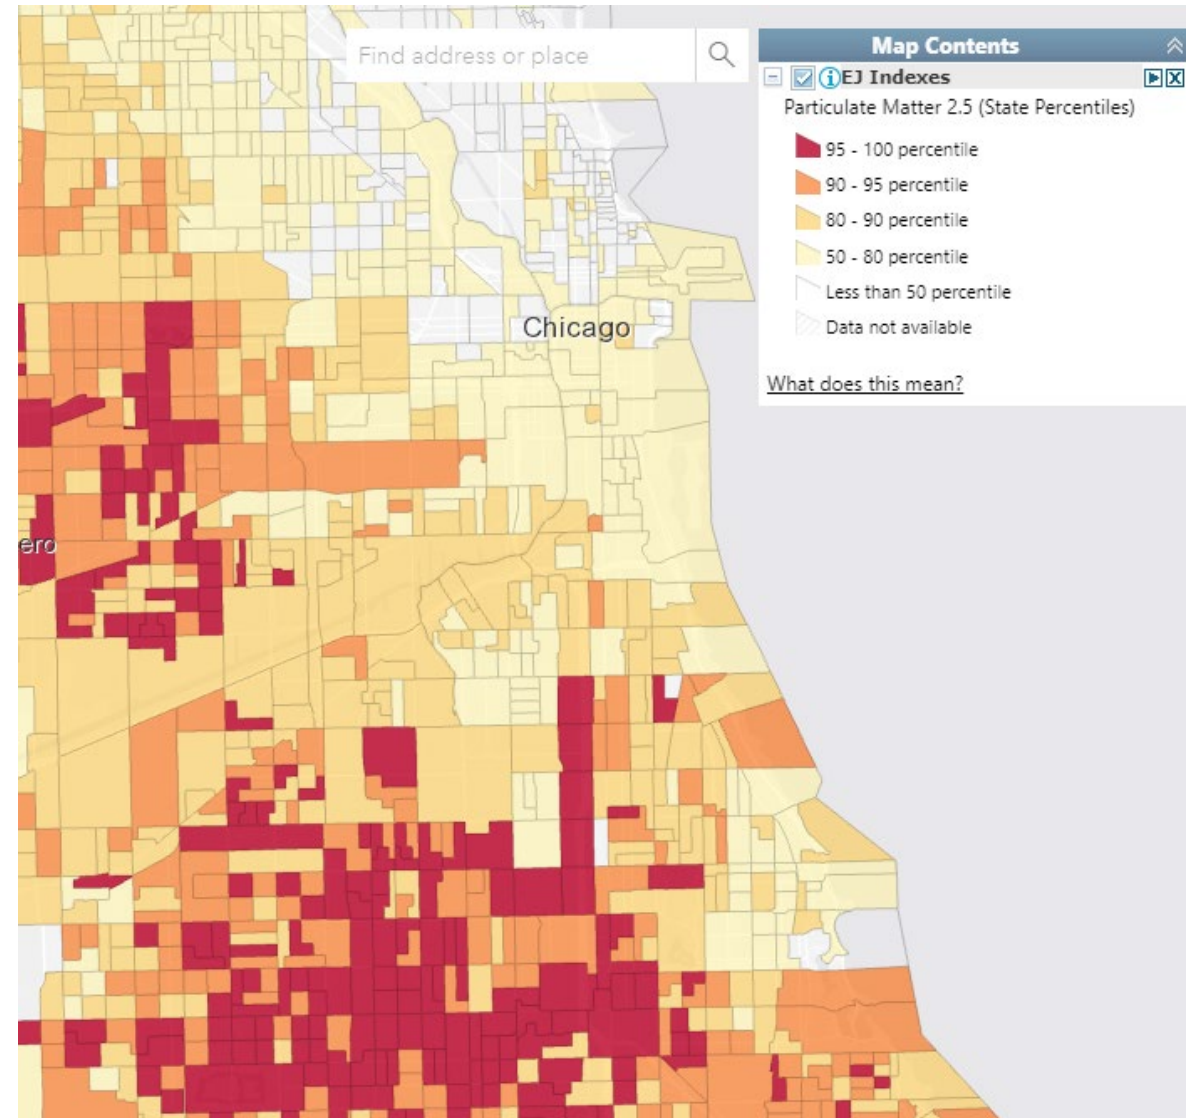 Find address or place
Map Contents
EJ Indexes
Particulate Matter 2.5 (State Percentiles)
95 - 100 percentile
90 - 95 percentile
80 - 90 percentile
50 - 80 percentile
Less than 50 percentile
Data not available
What does this mean?
Chicago
ero